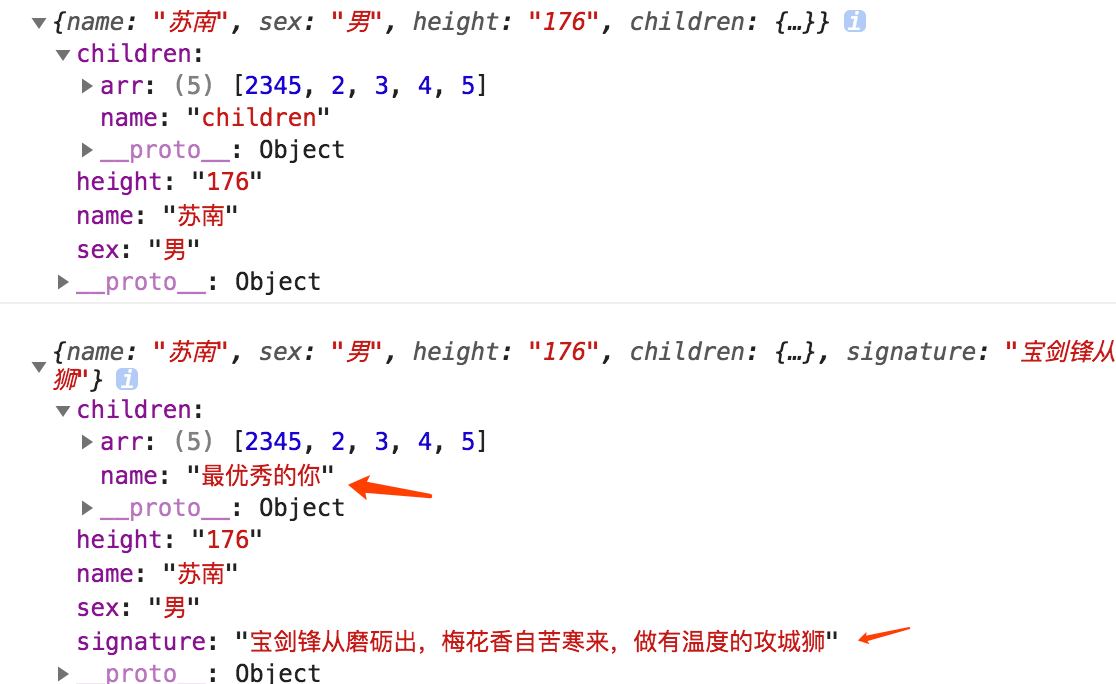 {name: "苏南", sex: "男", height: "176", children: {…}} i
children:
arr: (5) [2345, 2, 3, 4, 5]
name: "children"
__proto__: Object
height: "176"
name: "苏南"
sex: "男"
__proto__: Object
{name: "苏南", sex: "男", height: "176", children: {…}, signature: "宝剑锋从
狮"} i
children:
arr: (5) [2345, 2, 3, 4, 5]
name: "最优秀的你"
__proto__: Object
height: "176"
name: "苏南"
sex: "男"
signature: "宝剑锋从磨砺出，梅花香自苦寒来，做有温度的攻城狮"
__proto__: Object